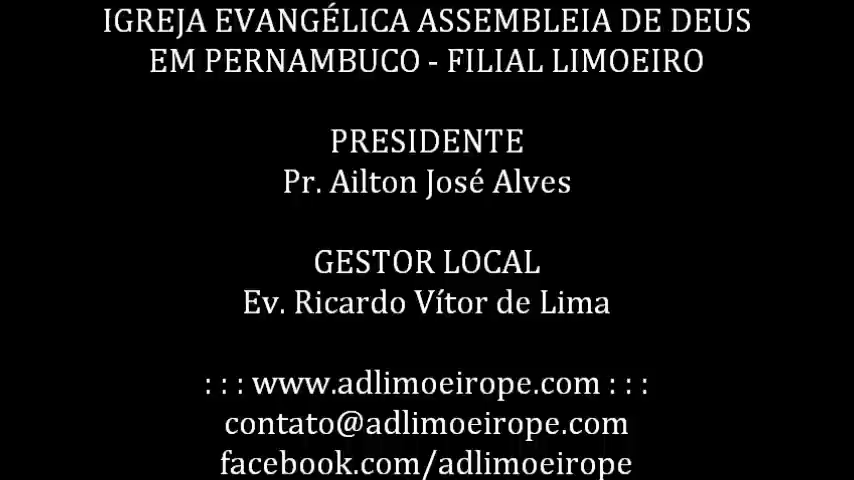 IGREJA EVANGÉLICA ASSEMBLEIA DE DEUS
EM PERNAMBUCO - FILIAL LIMOEIRO
PRESIDENTE
Pr. Ailton José Alves
GESTOR LOCAL
Ev. Ricardo Vítor de Lima
: : : www.adlimoeirope.com : : :
contato@adlimoeirope.com
facebook.com/adlimoeirope